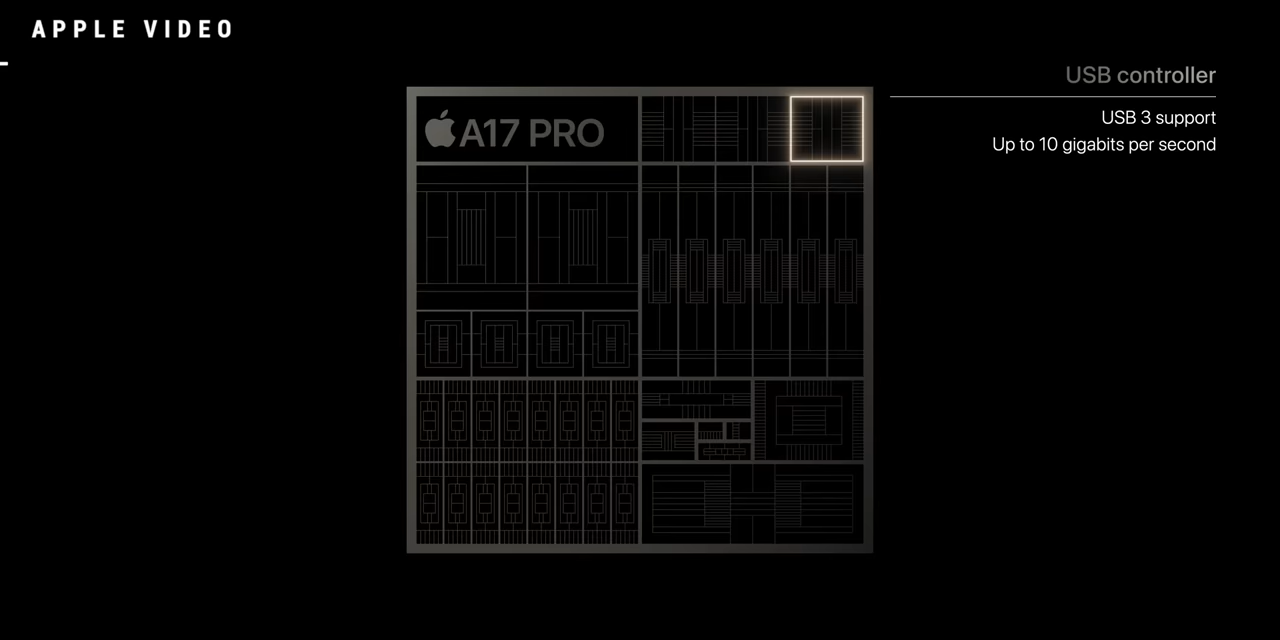 APPLE VIDEO
USB controller
USB 3 support
Up to 10 gigabits per second
A17 PRO